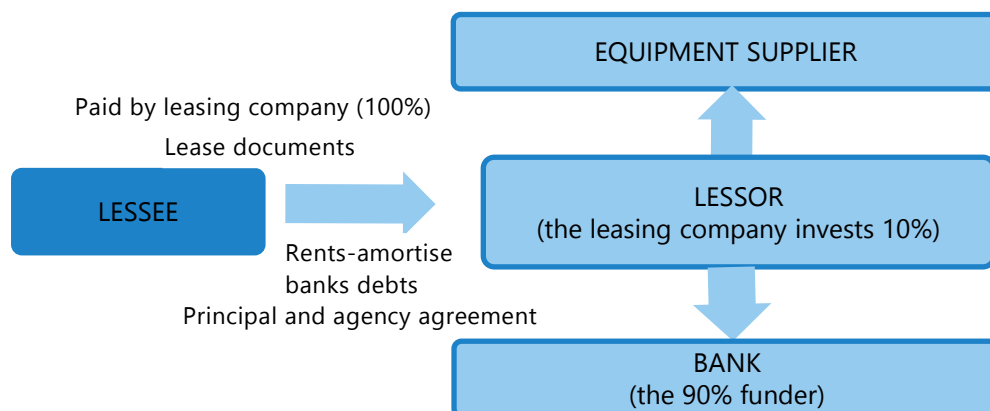 EQUIPMENT SUPPLIER
Paid by leasing company (100%)
Lease documents
LESSEE
LESSOR
(the leasing company invests 10%)
Rents-amortise
banks debts
Principal and agency agreement
BANK
(the 90% funder)